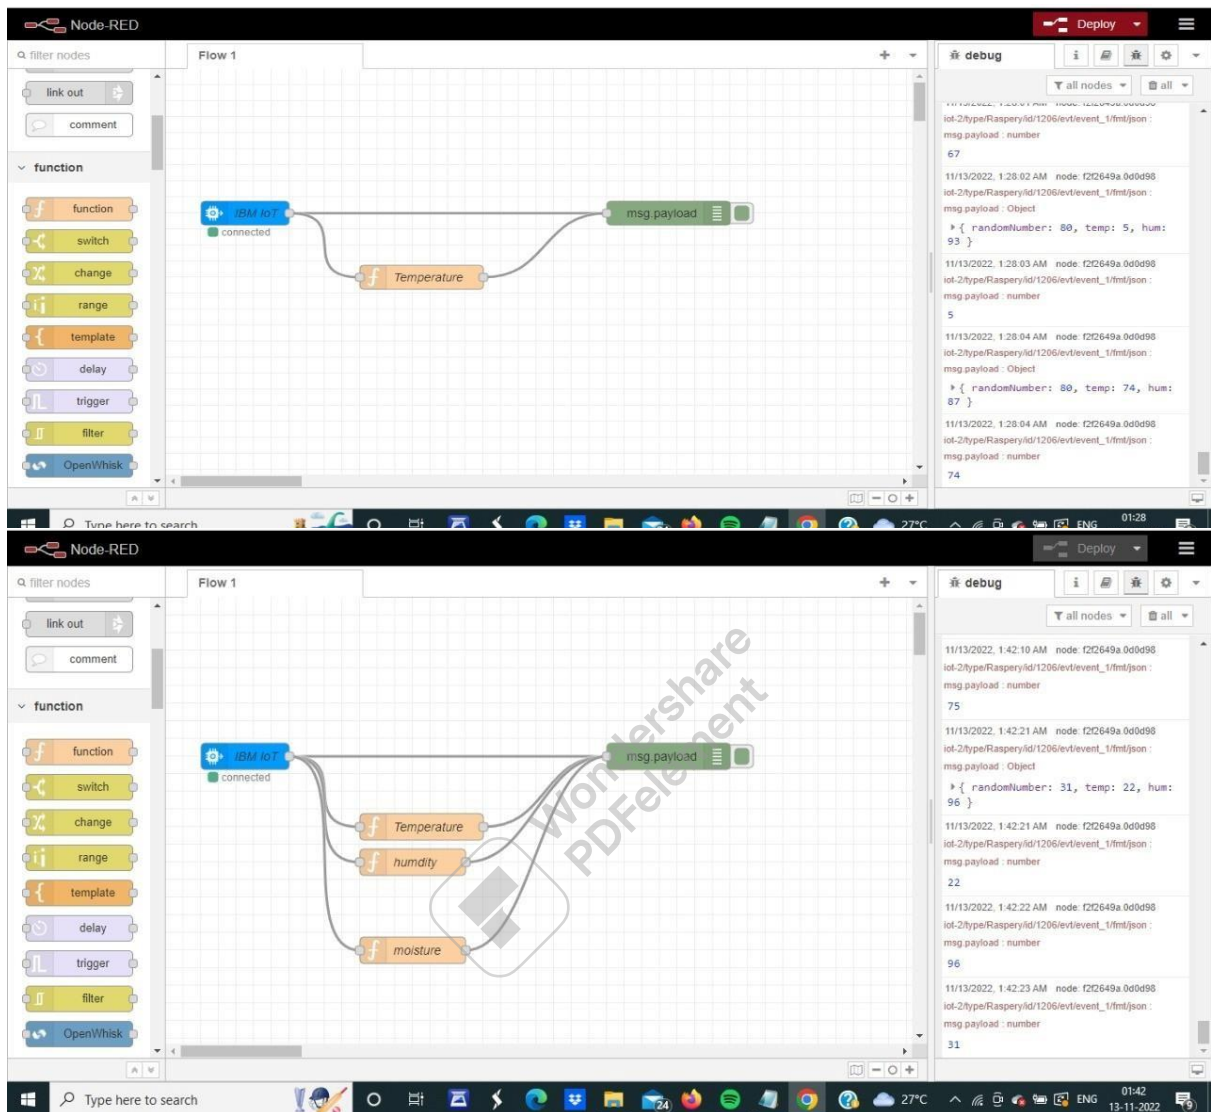 Node-RED
Deploy
filter nodes
Flow 1
debug
link out
all nodes
all
comment
iot-2/type/Raspery/id/1206/evt/event_1/fmt/json :
msg.payload : number
67
function
11/13/2022, 1:28:02 AM node: f2f2649a.0d0d98
iot-2/type/Raspery/id/1206/evt/event_1/fmt/json :
msg.payload : Object
{ randomNumber: 80, temp: 5, hum:
93 }
function
IBM IoT
msg.payload
connected
switch
11/13/2022, 1:28:03 AM node: f2f2649a.0d0d98
iot-2/type/Raspery/id/1206/evt/event_1/fmt/json :
msg.payload : number
5
change
Temperature
range
template
11/13/2022, 1:28:04 AM node: f2f2649a.0d0d98
iot-2/type/Raspery/id/1206/evt/event_1/fmt/json :
msg.payload : Object
{ randomNumber: 80, temp: 74, hum:
87 }
delay
trigger
11/13/2022, 1:28:04 AM node: f2f2649a.0d0d98
iot-2/type/Raspery/id/1206/evt/event_1/fmt/json :
msg.payload : number
74
filter
OpenWhisk
Type here to search
27°C
ENG
01:28
Node-RED
Deploy
filter nodes
Flow 1
debug
link out
all nodes
all
comment
11/13/2022, 1:42:10 AM node: f2f2649a.0d0d98
iot-2/type/Raspery/id/1206/evt/event_1/fmt/json :
msg.payload : number
75
function
11/13/2022, 1:42:21 AM node: f2f2649a.0d0d98
iot-2/type/Raspery/id/1206/evt/event_1/fmt/json :
msg.payload : Object
{ randomNumber: 31, temp: 22, hum:
96 }
function
IBM IoT
msg.payload
connected
switch
change
Temperature
11/13/2022, 1:42:21 AM node: f2f2649a.0d0d98
iot-2/type/Raspery/id/1206/evt/event_1/fmt/json :
msg.payload : number
22
range
humdity
template
11/13/2022, 1:42:22 AM node: f2f2649a.0d0d98
iot-2/type/Raspery/id/1206/evt/event_1/fmt/json :
msg.payload : number
96
delay
moisture
trigger
11/13/2022, 1:42:23 AM node: f2f2649a.0d0d98
iot-2/type/Raspery/id/1206/evt/event_1/fmt/json :
msg.payload : number
31
filter
OpenWhisk
Wondershare
PDFelement
Type here to search
24
27°C
ENG
01:42
13-11-2022
9